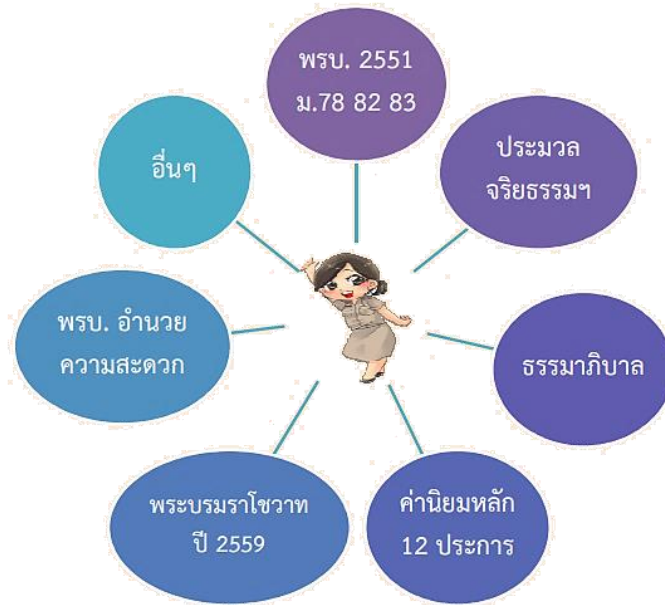 พรบ. 2551
ม.78 82 83
ประมวล
จริยธรรมฯ
ธรรมาภิบาล
ค่านิยมหลัก
12 ประการ
พระบรมราโชวาท
ปี 2559
พรบ. อำนวย
ความสะดวก
อื่นๆ